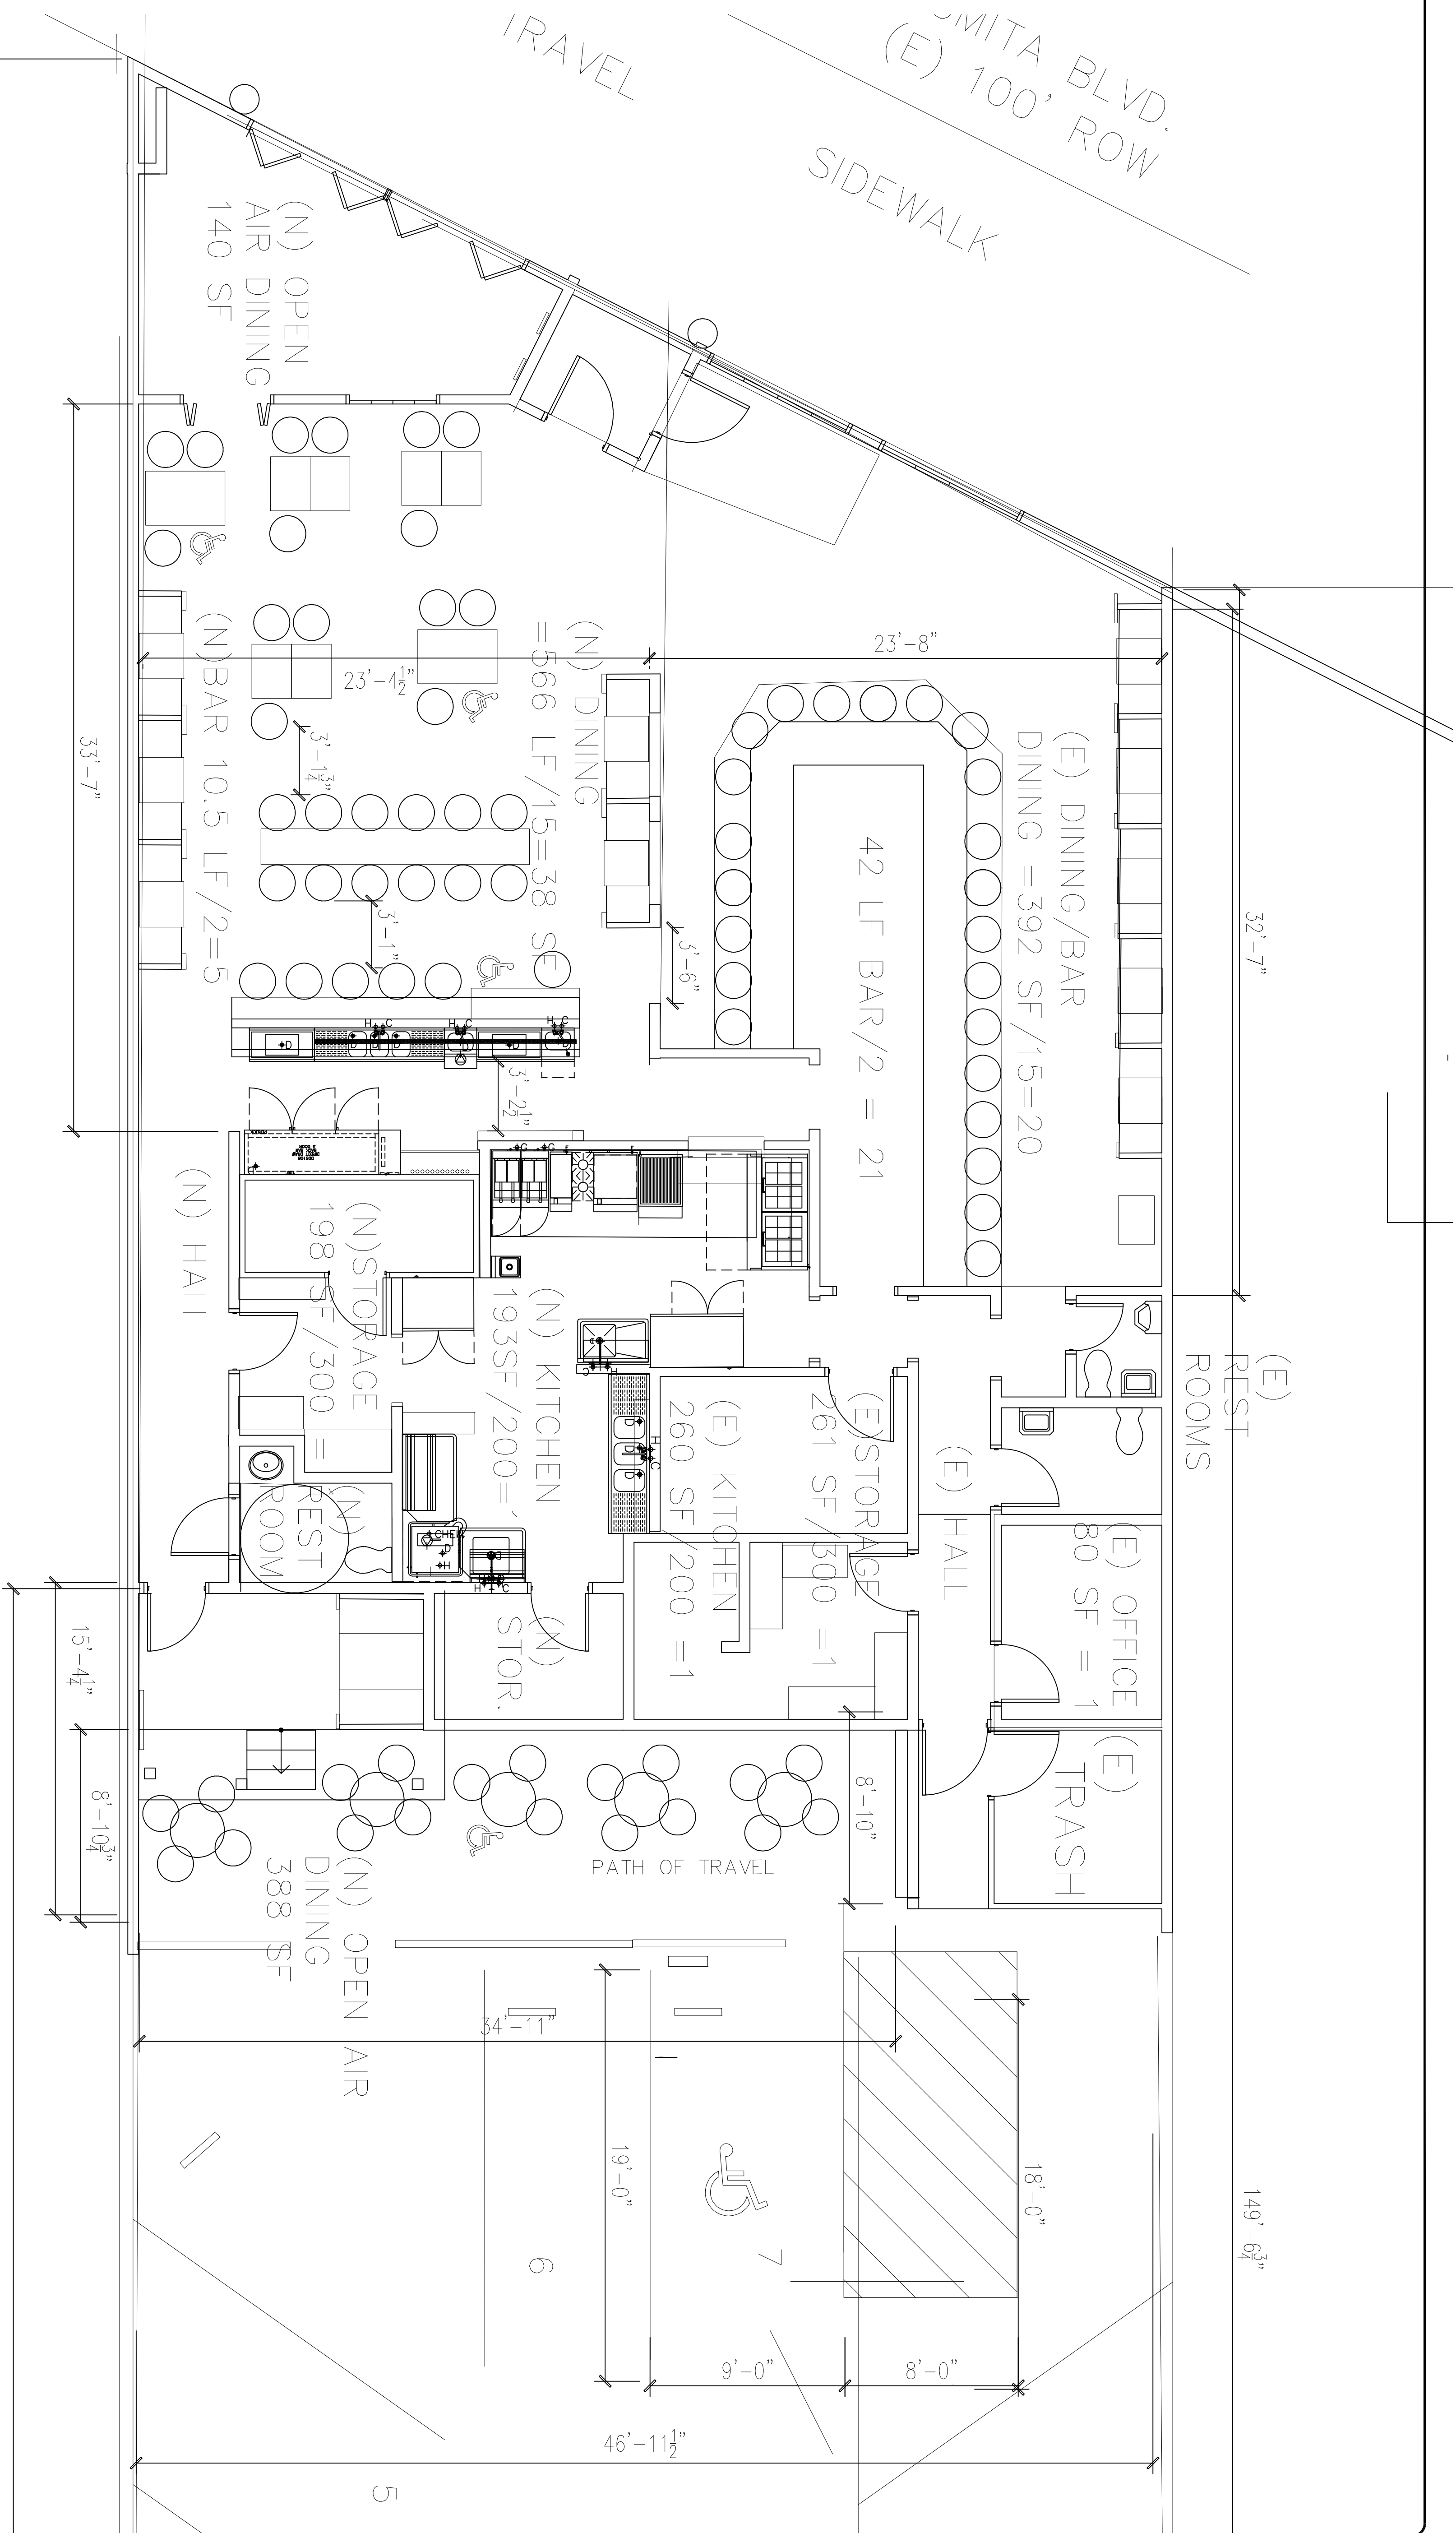 TRAVEL
BLVD.
(E) 100' ROW
SIDEWALK
(N) OPEN
AIR DINING
140 SF
23'-8"
23'-4½"
(N) DINING
=566 LF/15=38 SF
(N)BAR 10.5 LF/2=5
33'-7"
3'-1¾"
3'-1"
3'-6"
3'-2½"
(E) DINING/BAR
DINING =392 SF/15=20
42 LF BAR/2 = 21
32'-7"
H C
H C
H C
D
D
D
D
D
D
(N) HALL
(N)STORAGE
198 SF/300 =1
G
G
F
F
(N) KITCHEN
193SF/200=1
C H
D
D
D
H
C
(E) KITCHEN
260 SF/200 =1
(E)STORAGE
261 SF/300 =1
(E) HALL
(E)
REST
ROOMS
(E) OFFICE
80 SF = 1
(N)
REST
ROOM
D
H
H C
(N)
STOR.
(E)
TRASH
15'-4¼"
8'-10¾"
8'-10"
PATH OF TRAVEL
(N) OPEN AIR
DINING
388 SF
34'-11"
19'-0"
18'-0"
149'-6¾"
6
7
9'-0"
8'-0"
46'-11½"
5